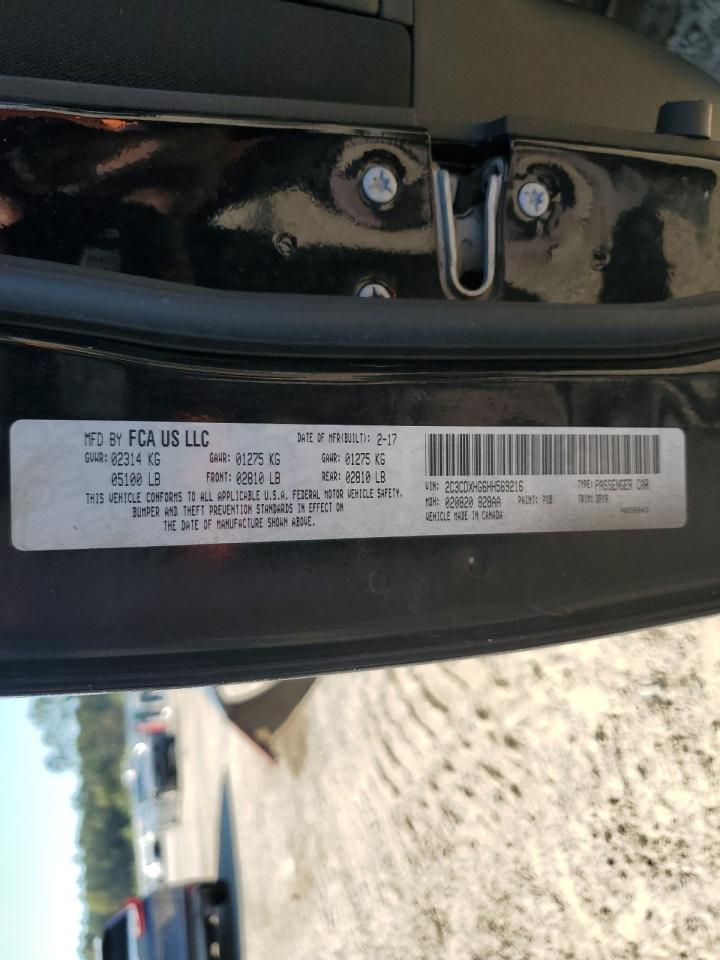 MFD BY FCA US LLC DATE OF MFR(BUILT): 2-17
GVWR: 02314 KG GAWR: 01275 KG GAWR: 01275 KG
05100 LB FRONT: 02810 LB REAR: 02810 LB
THIS VEHICLE CONFORMS TO ALL APPLICABLE U.S.A. FEDERAL MOTOR VEHICLE SAFETY,
BUMPER AND THEFT PREVENTION STANDARDS IN EFFECT ON
THE DATE OF MANUFACTURE SHOWN ABOVE.
VIN: 2C3CDXHG6HH569216 TYPE: PASSENGER CAR
MDH: 020820 828AA PAINT: PX8 TRIM:
VEHICLE MADE IN CANADA